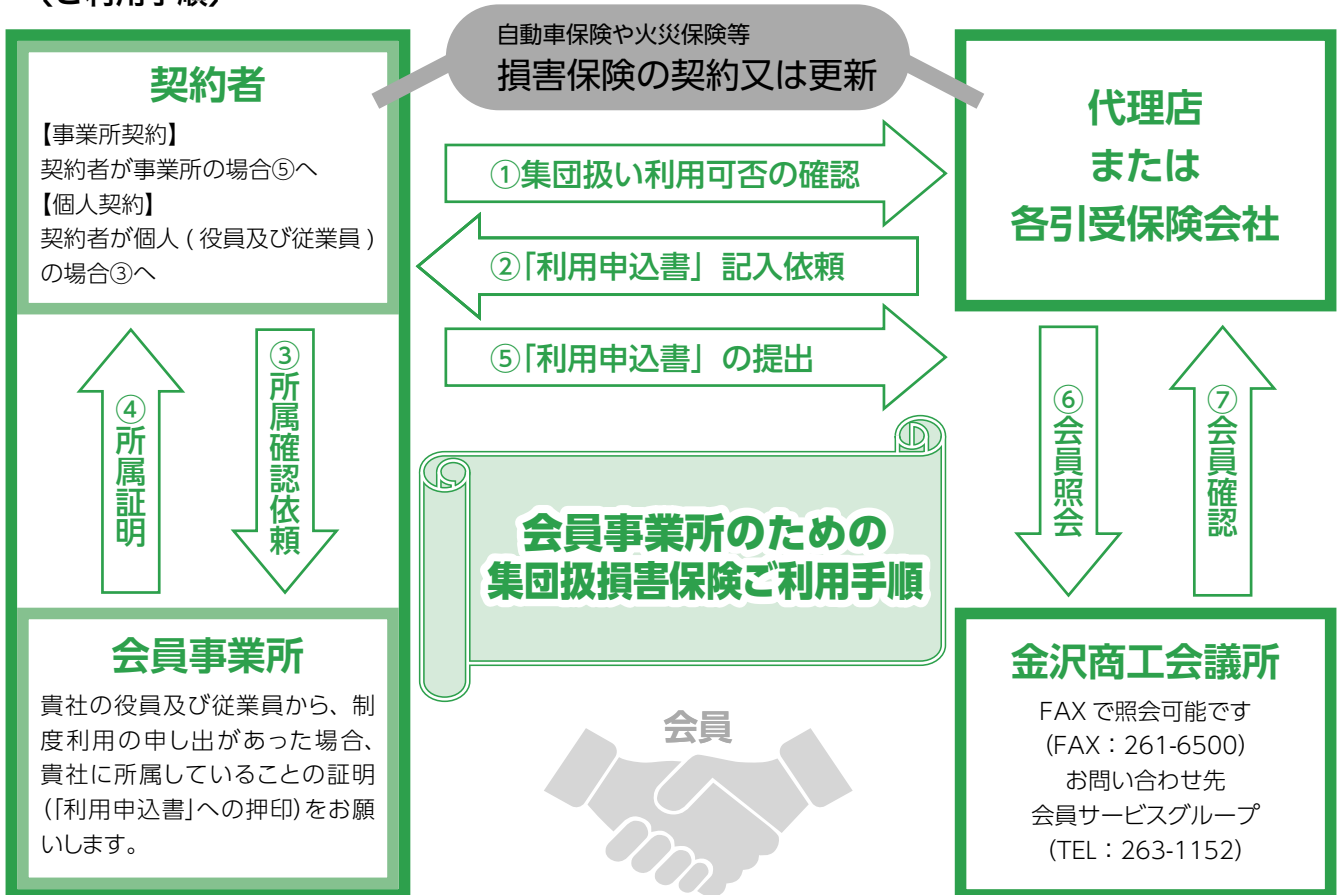 (ご利用手順)
自動車保険や火災保険等
損害保険の契約又は更新
契約者
【事業所契約】
契約者が事業所の場合⑤へ
【個人契約】
契約者が個人 ( 役員及び従業員 )
の場合③へ
代理店
または
各引受保険会社
①集団扱い利用可否の確認
②「利用申込書」記入依頼
⑤「利用申込書」の提出
④所属証明
③所属確認依頼
⑥会員照会
⑦会員確認
会員事業所のための
集団扱損害保険ご利用手順
会員事業所
貴社の役員及び従業員から、制
度利用の申し出があった場合、
貴社に所属していることの証明
(「利用申込書」への押印)をお願
いします。
会員
金沢商工会議所
FAX で照会可能です
(FAX:261-6500)
お問い合わせ先
会員サービスグループ
(TEL:263-1152)